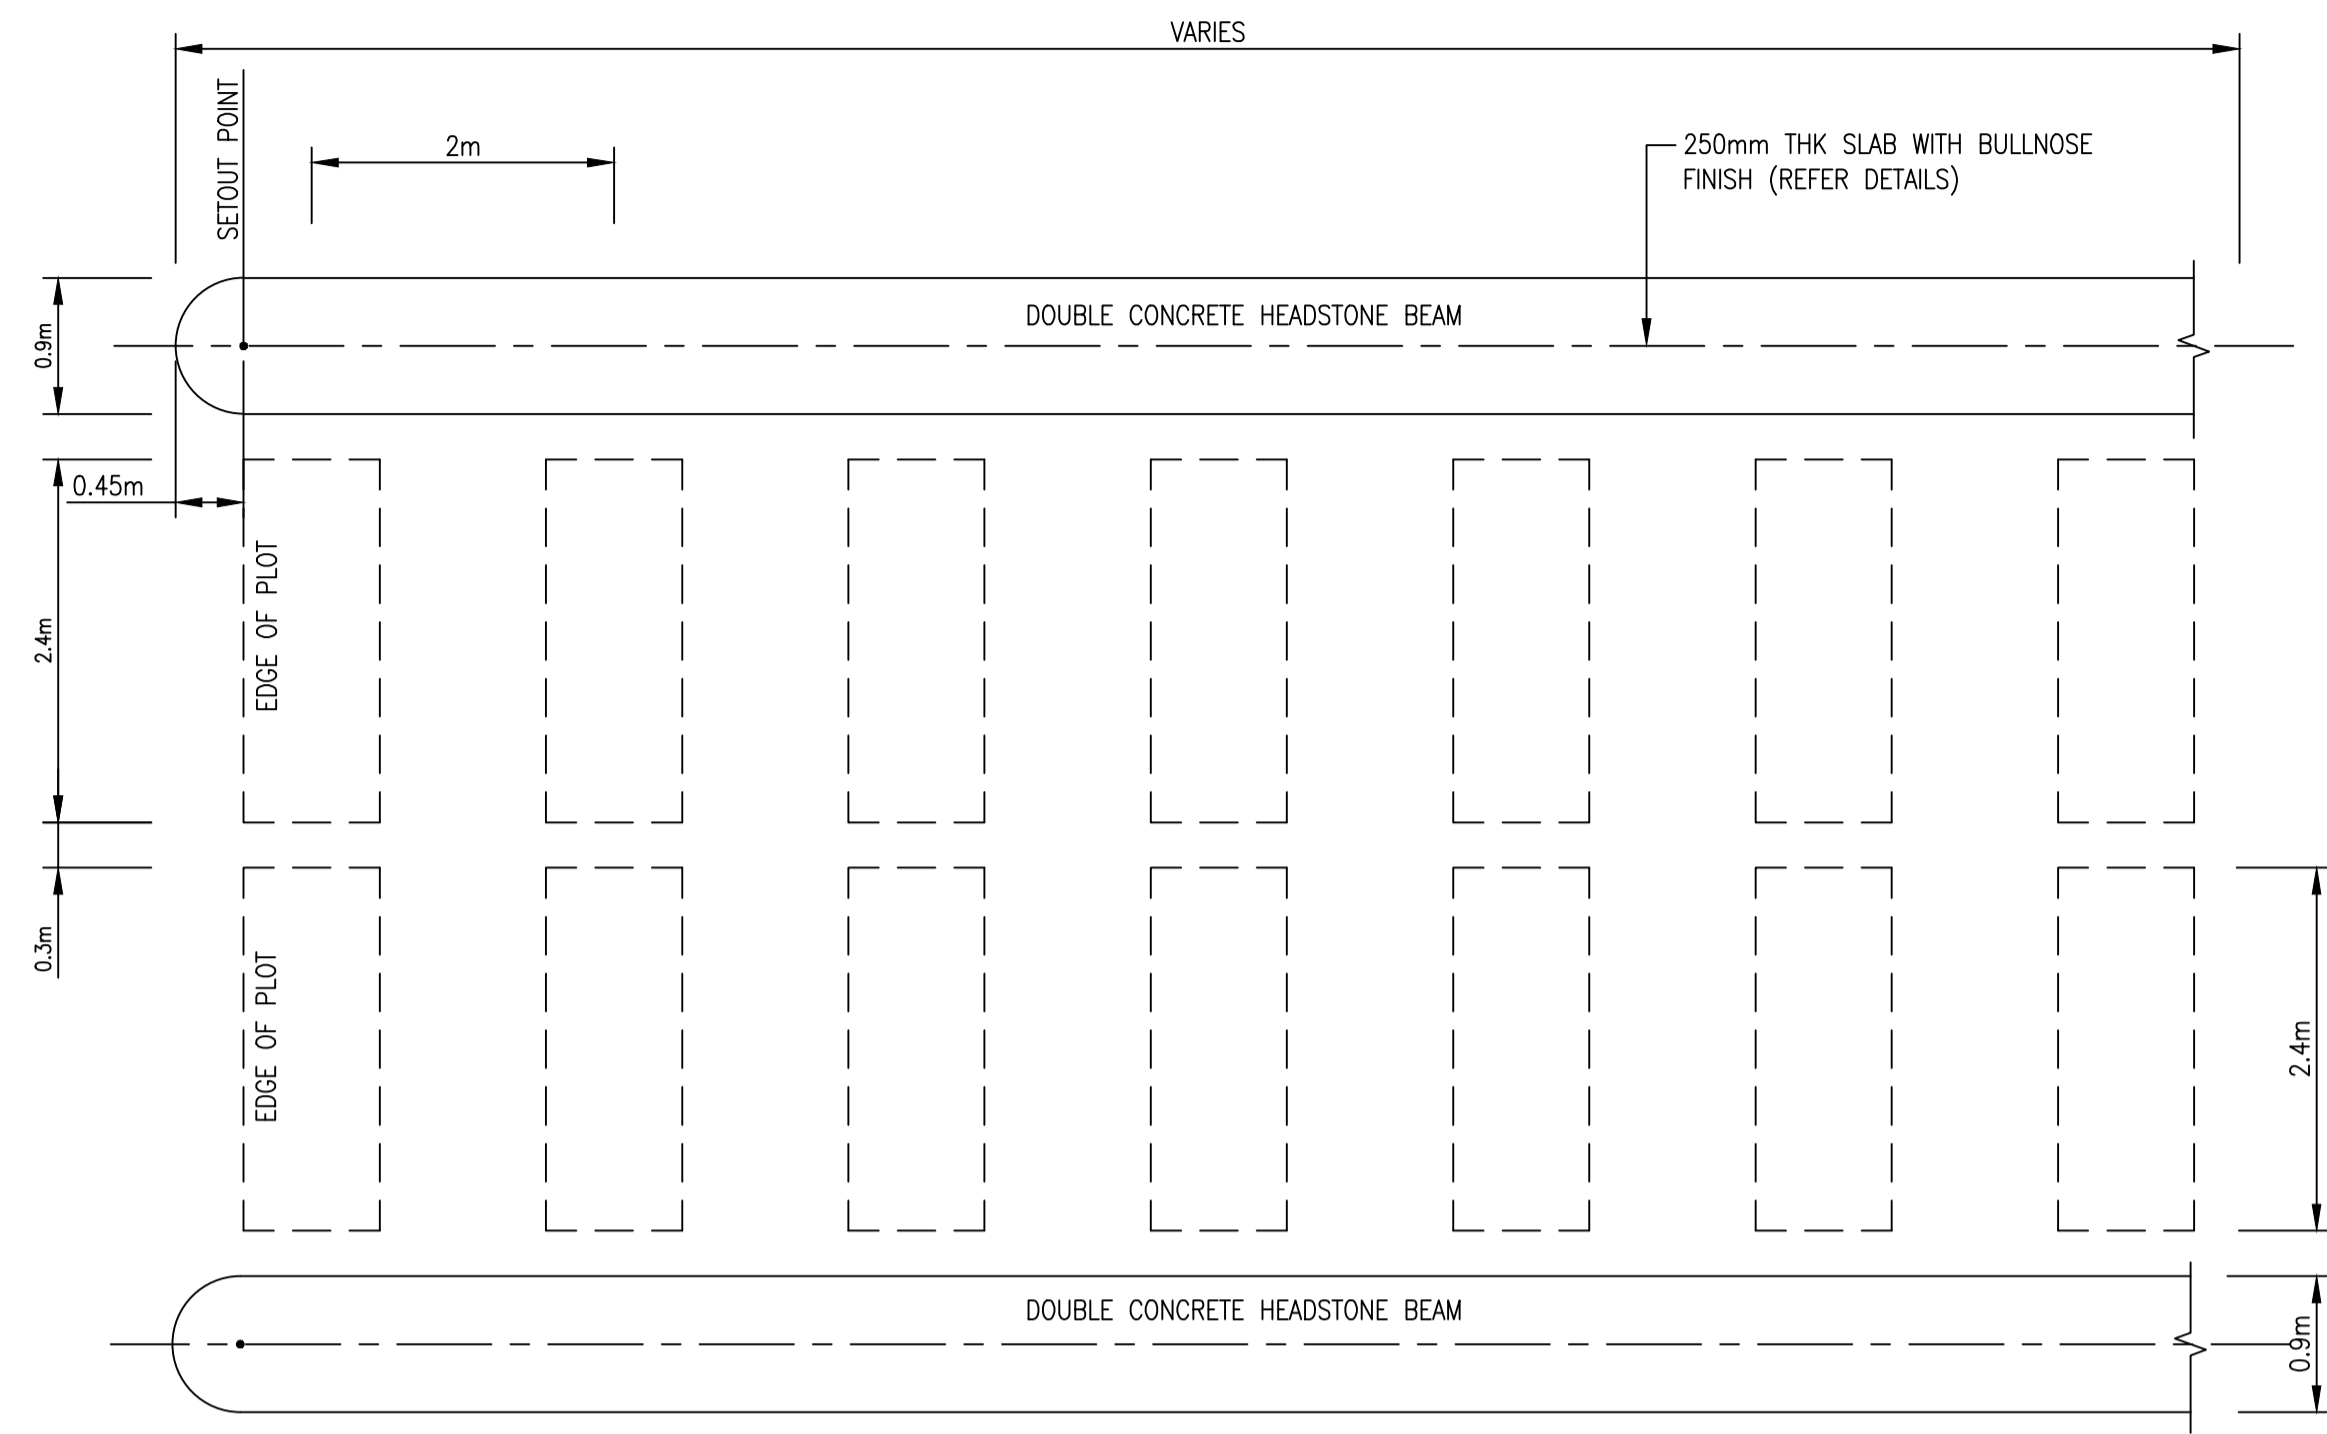 VARIES
SETOUT POINT
2m
250mm THK SLAB WITH BULLNOSE
FINISH (REFER DETAILS)
DOUBLE CONCRETE HEADSTONE BEAM
0.9m
0.45m
EDGE OF PLOT
2.4m
0.3m
EDGE OF PLOT
2.4m
DOUBLE CONCRETE HEADSTONE BEAM
0.9m